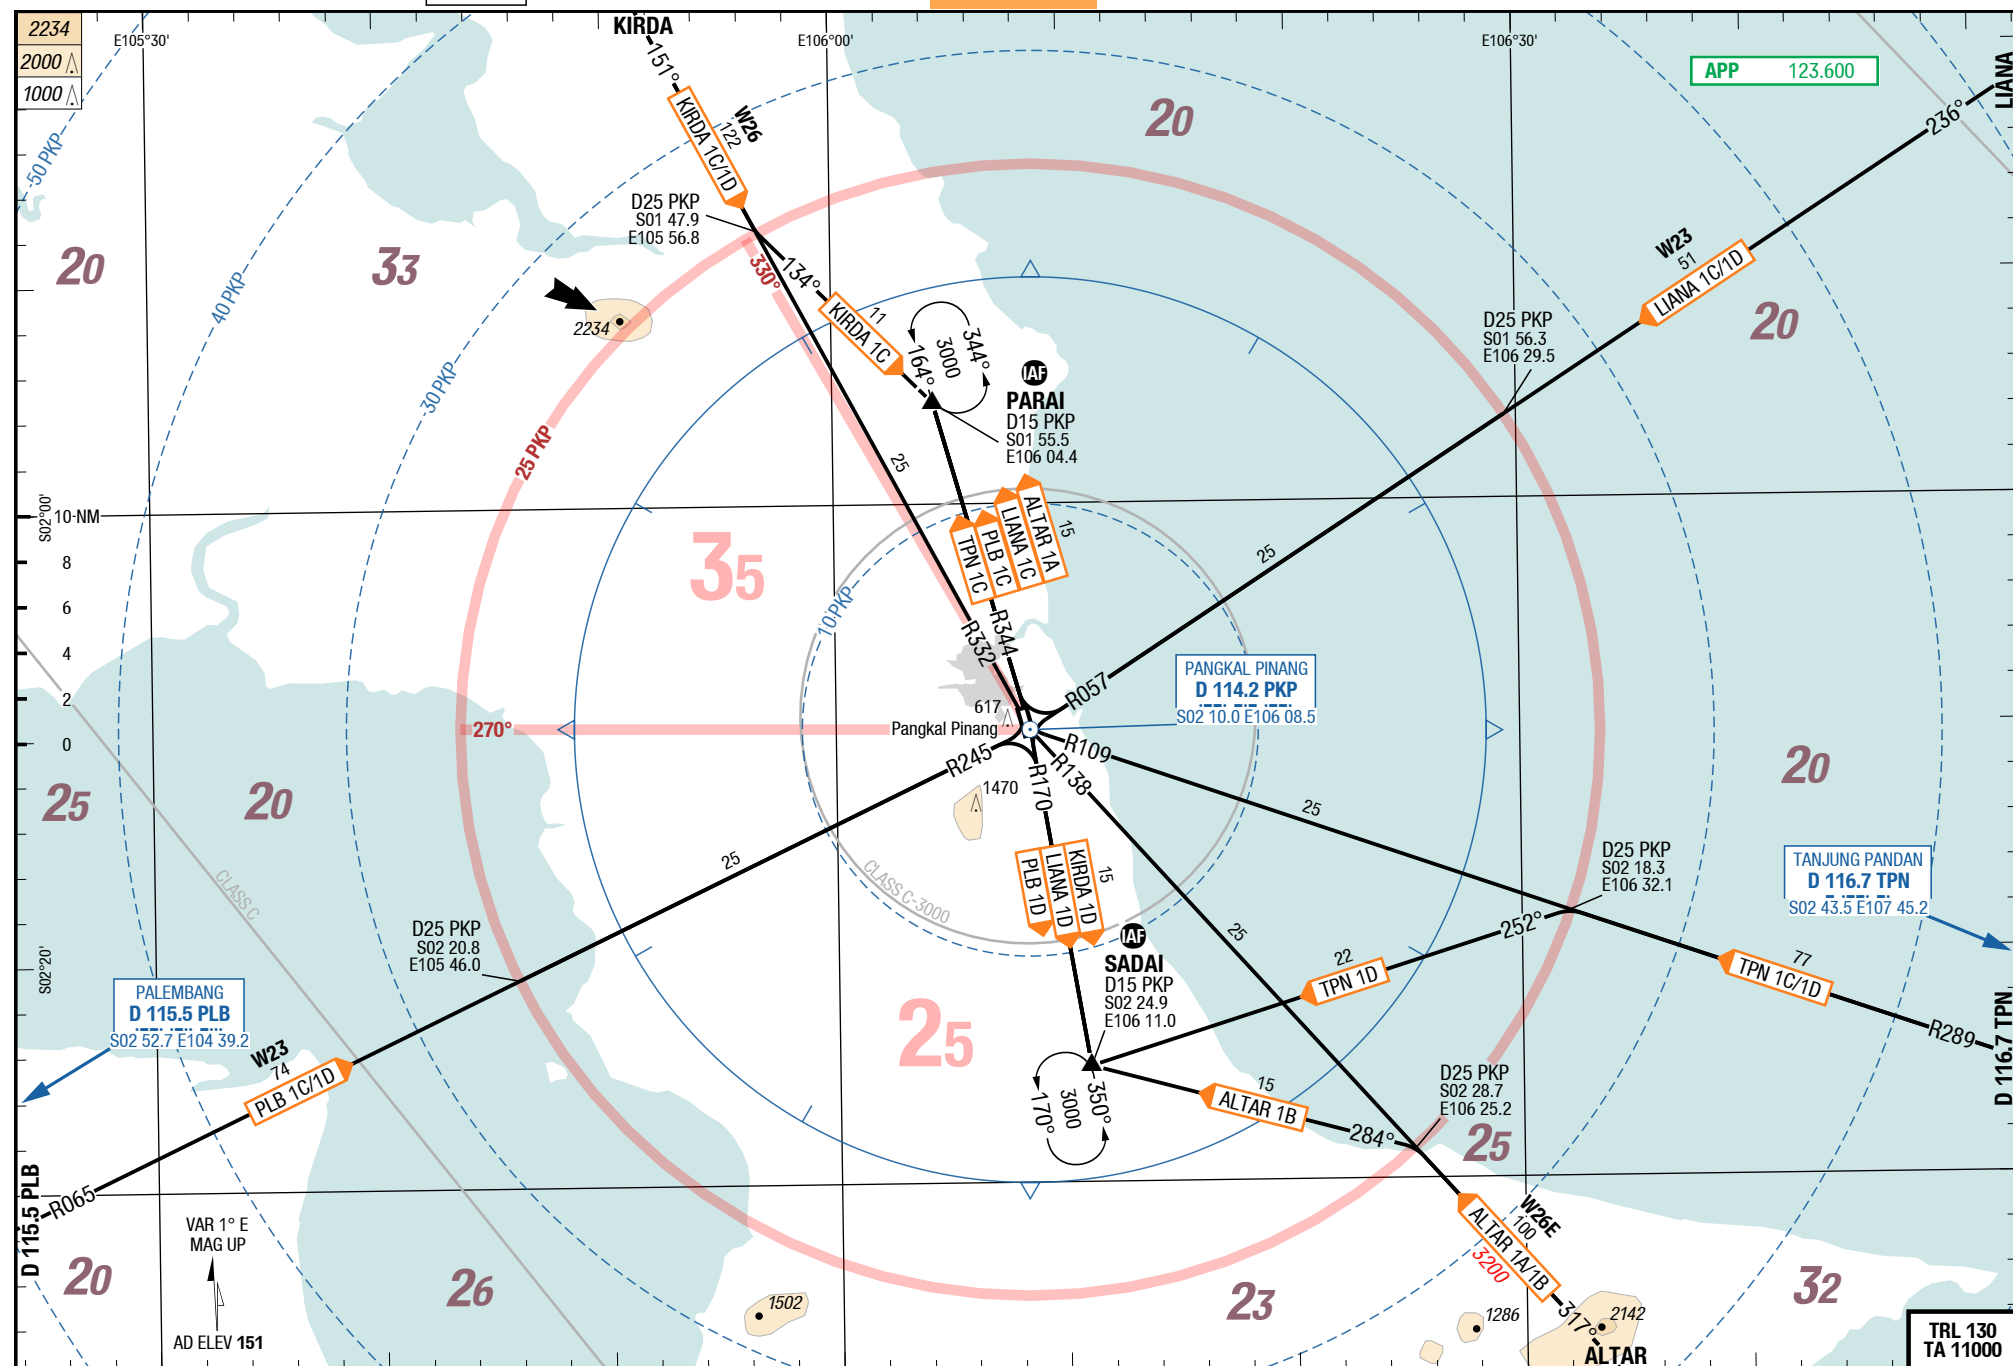 2234
2000
1000
E105°30'
KIRDA
E106°00'
E106°30'
APP 123.600
LIANA
151°
W26
122
KIRDA 1C/1D
50 PKP
20
236°
D25 PKP
S01 47.9
E105 56.8
20
33
40 PKP
330°
134°
11
KIRDA 1C
W23
51
LIANA 1C/1D
20
2234
344°
3000
164°
D25 PKP
S01 56.3
E106 29.5
IAF
PARAI
D15 PKP
S01 55.5
E106 04.4
30 PKP
25 PKP
25
S02°00'
10 NM
8
6
4
2
0
35
TPN 1C
PLB 1C
LIANA 1C
ALTAR 1A
15
25
10 PKP
R332
R344
R057
PANGKAL PINANG
D 114.2 PKP
S02 10.0 E106 08.5
617
Pangkal Pinang
270°
R245
R109
R138
R170
1470
25
20
20
25
CLASS C
25
CLASS C-3000
PLB 1D
LIANA 1D
KIRDA 1D
15
D25 PKP
S02 18.3
E106 32.1
TANJUNG PANDAN
D 116.7 TPN
S02 43.5 E107 45.2
D25 PKP
S02 20.8
E105 46.0
25
252°
22
TPN 1D
77
TPN 1C/1D
R289
D 116.7 TPN
IAF
SADAI
D15 PKP
S02 24.9
E106 11.0
S02°20'
PALEMBANG
D 115.5 PLB
S02 52.7 E104 39.2
25
W23
74
PLB 1C/1D
350°
3000
170°
15
ALTAR 1B
284°
D25 PKP
S02 28.7
E106 25.2
25
R065
D 115.5 PLB
VAR 1° E
MAG UP
AD ELEV 151
20
26
1502
23
W26E
100
ALTAR 1A/1B
3200
317°
1286
2142
ALTAR
32
TRL 130
TA 11000